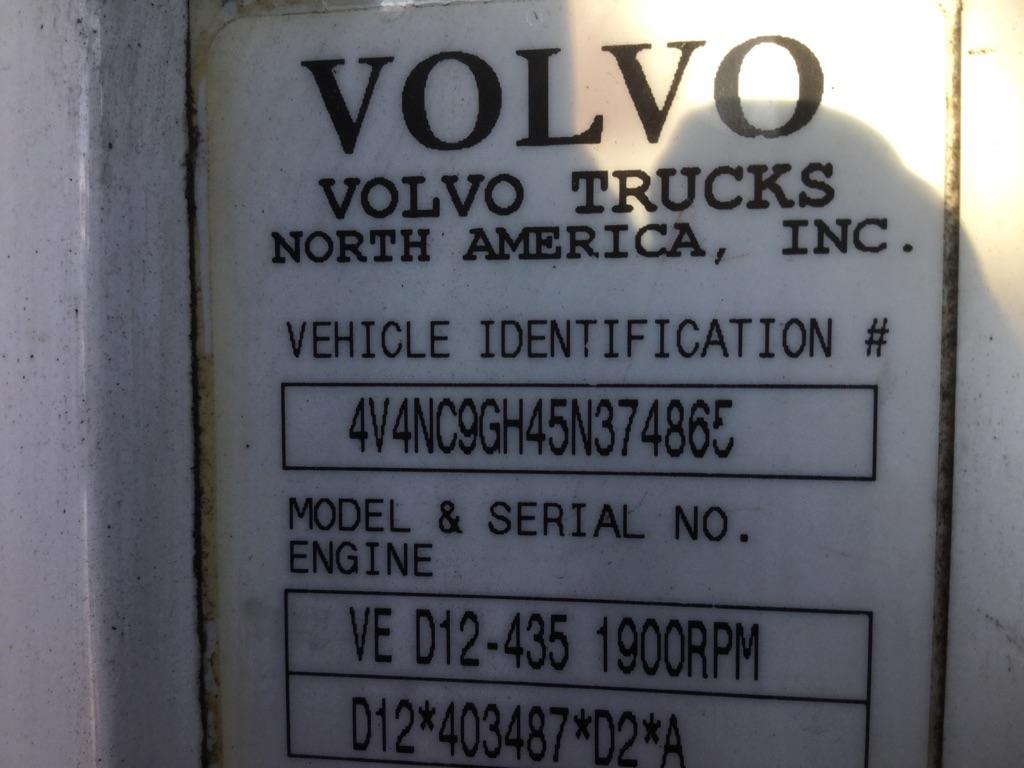 VOLVO
VOLVO TRUCKS
NORTH AMERICA, INC.
VEHICLE IDENTIFICATION #
4V4NC9GH45N374865
MODEL & SERIAL NO.
ENGINE
VE D12-435 1900RPM
D12*403487*D2*A